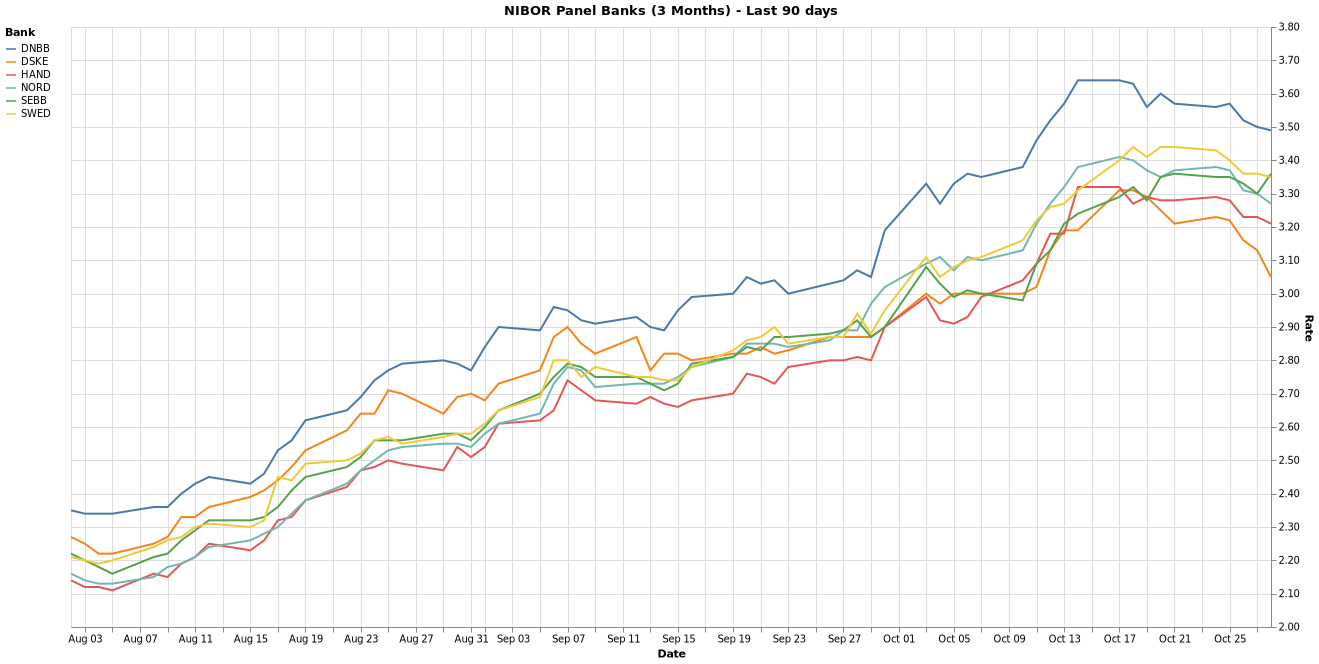 NIBOR Panel Banks (3 Months) - Last 90 days
Bank
DNBB
DSKE
HAND
NORD
SEBB
SWED
3.80
3.70
3.60
3.50
3.40
3.30
3.20
3.10
3.00
2.90
2.80
2.70
2.60
2.50
2.40
2.30
2.20
2.10
2.00
Rate
Aug 03 Aug 07 Aug 11 Aug 15 Aug 19 Aug 23 Aug 27 Aug 31 Sep 03 Sep 07 Sep 11 Sep 15 Sep 19 Sep 23 Sep 27 Oct 01 Oct 05 Oct 09 Oct 13 Oct 17 Oct 21 Oct 25
Date